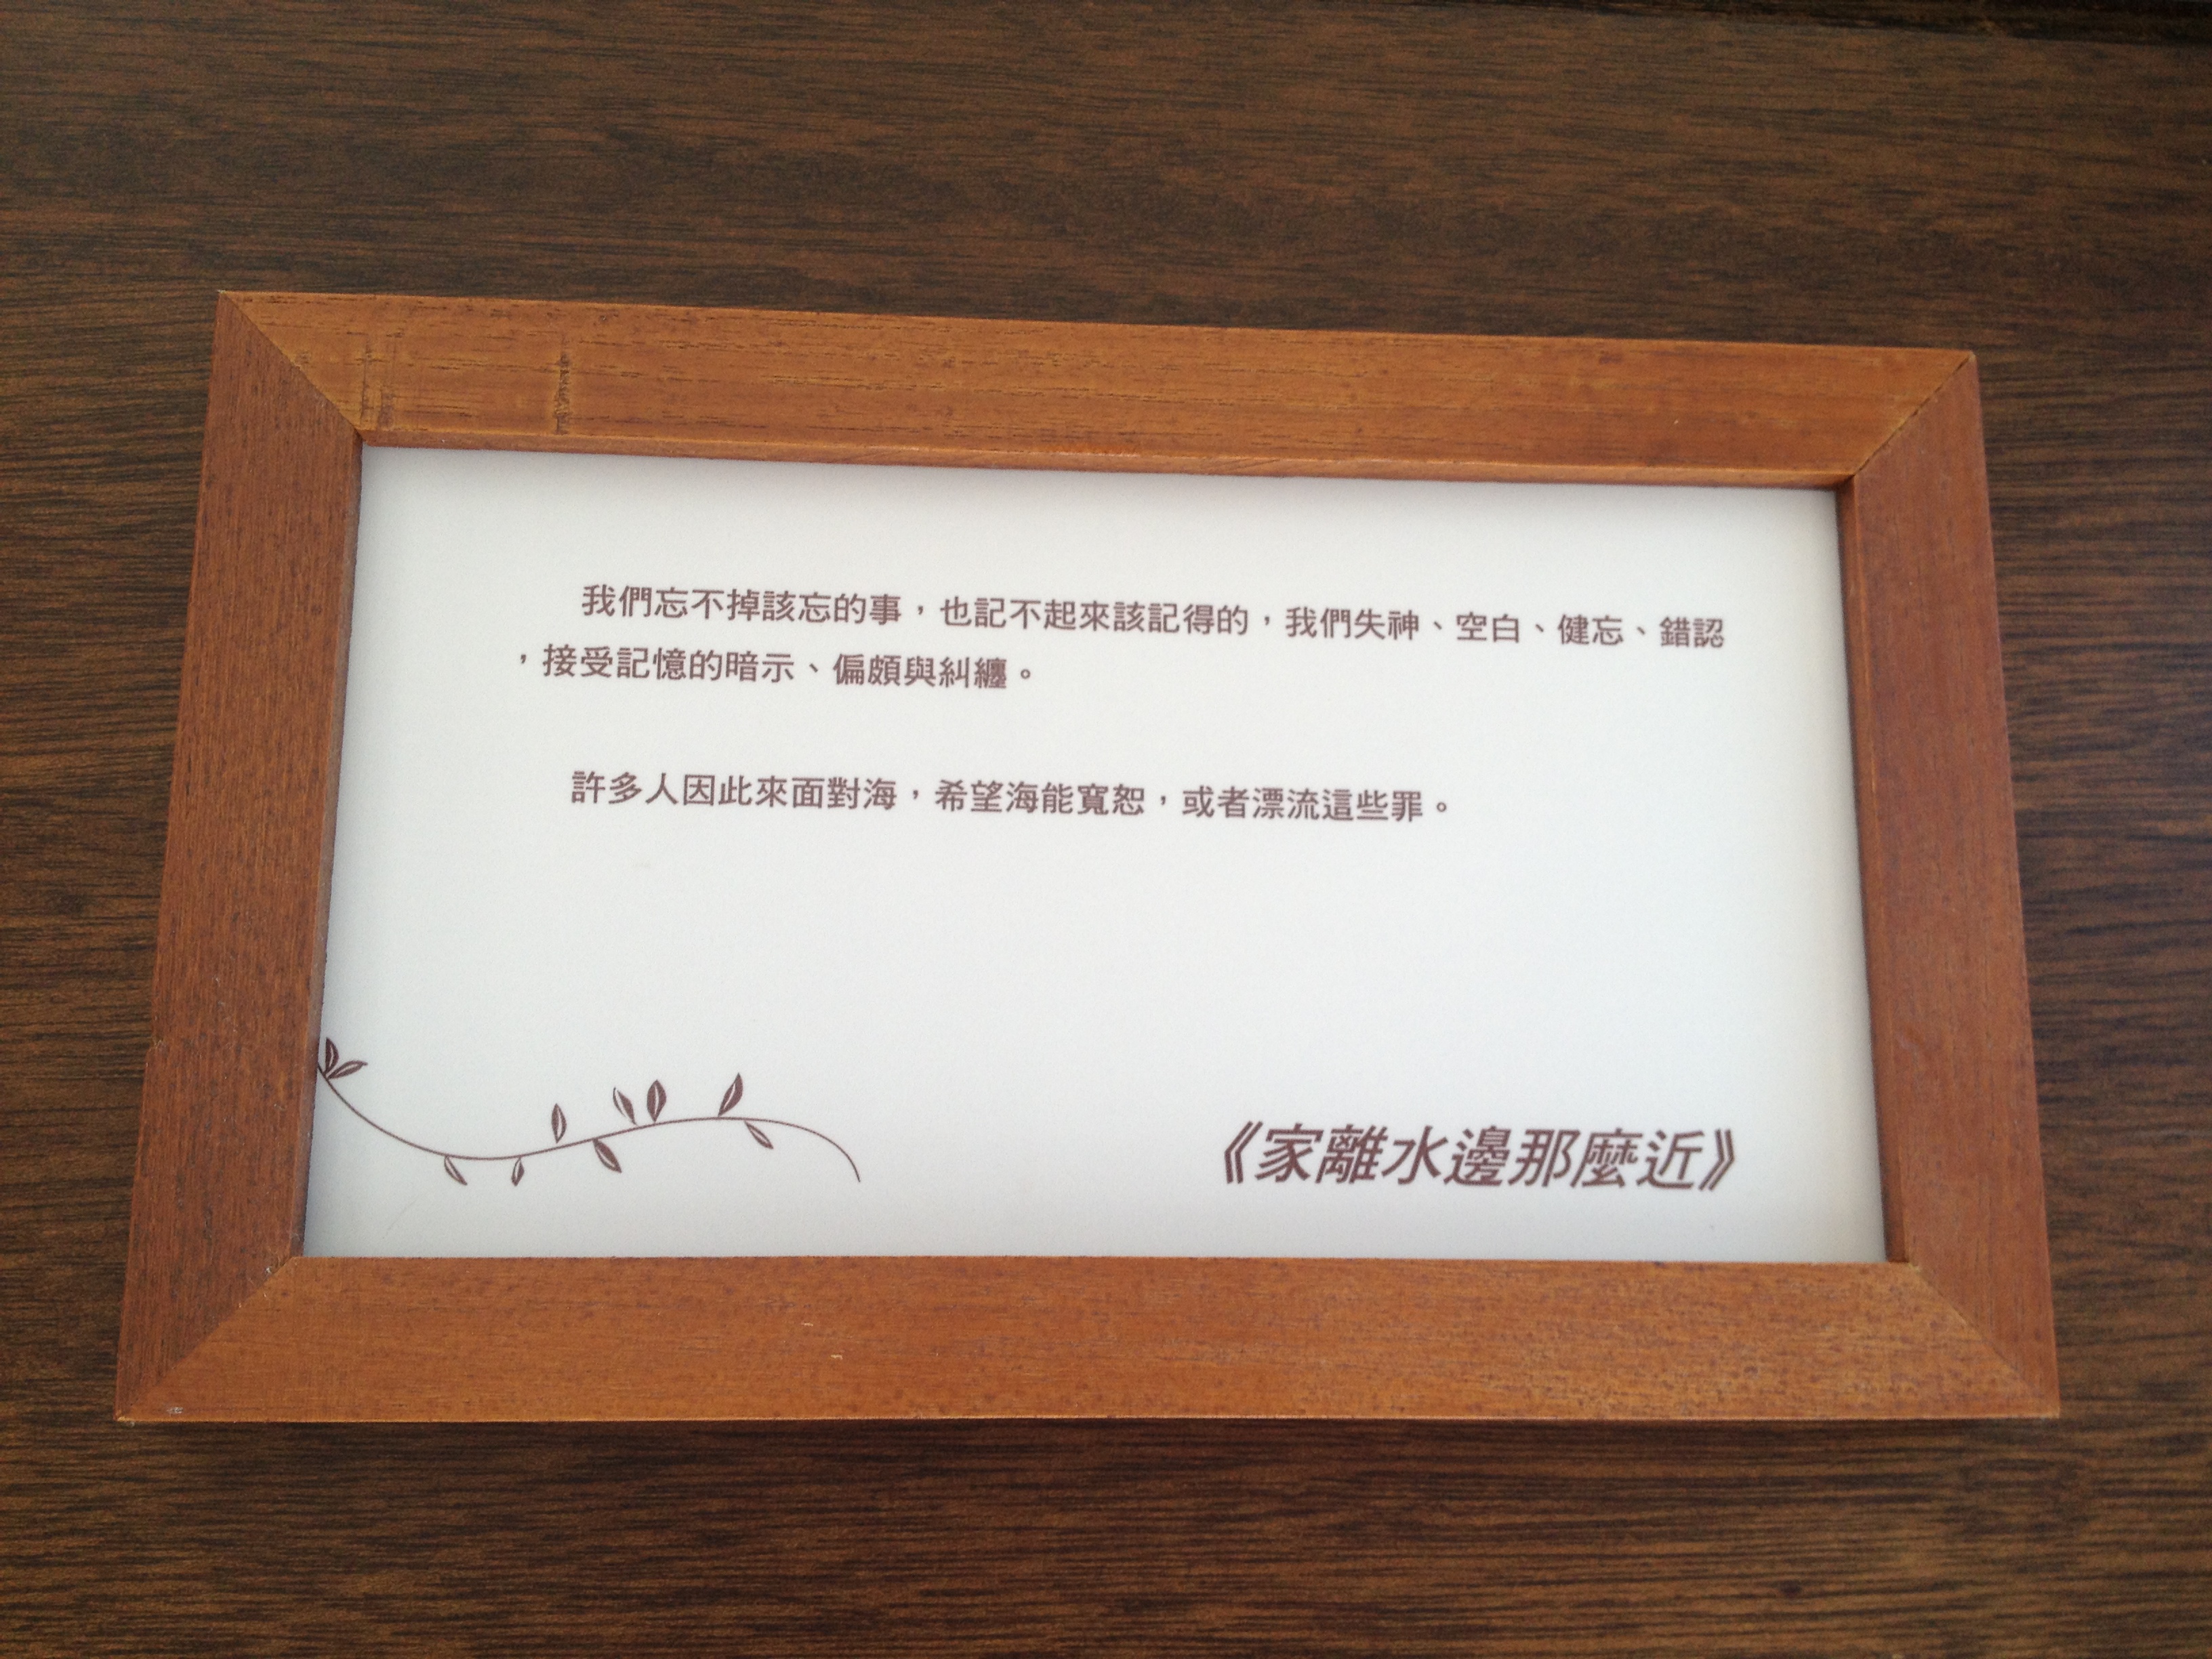 我們忘不掉該忘的事，也記不起來該記得的，我們失神、空白、健忘、錯認
，接受記憶的暗示、偏頗與糾纏。
許多人因此來面對海，希望海能寬恕，或者漂流這些罪。
《家離水邊那麼近》